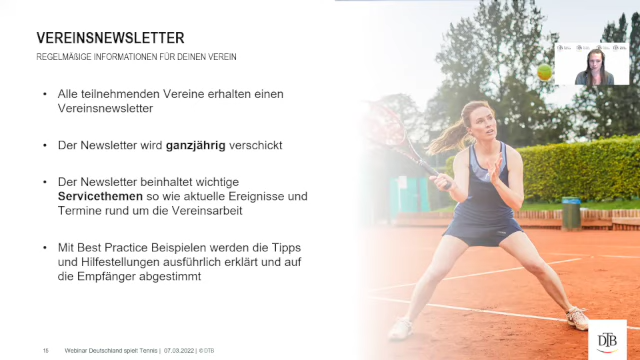 VEREINSNEWSLETTER
REGELMÄßIGE INFORMATIONEN FÜR DEINEN VEREIN
• Alle teilnehmenden Vereine erhalten einen
Vereinsnewsletter
• Der Newsletter wird ganzjährig verschickt
• Der Newsletter beinhaltet wichtige
Servicethemen so wie aktuelle Ereignisse und
Termine rund um die Vereinsarbeit
• Mit Best Practice Beispielen werden die Tipps
und Hilfestellungen ausführlich erklärt und auf
die Empfänger abgestimmt
Webinar Deutschland spielt Tennis | 07.03.2022 | © DTB
DTB